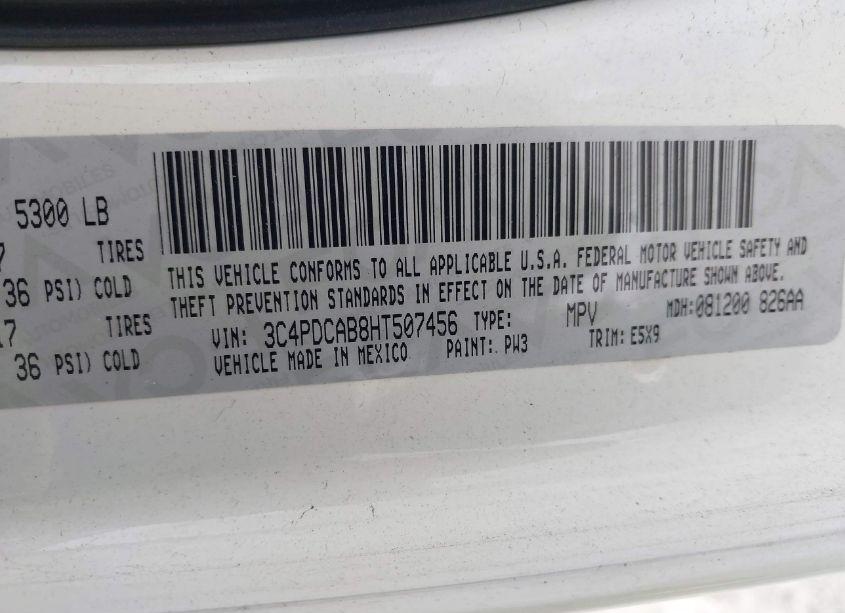 5300 LB
7 TIRES
36 PSI) COLD
17 TIRES
36 PSI) COLD
THIS VEHICLE CONFORMS TO ALL APPLICABLE U.S.A. FEDERAL MOTOR VEHICLE SAFETY AND
THEFT PREVENTION STANDARDS IN EFFECT ON THE DATE OF MANUFACTURE SHOWN ABOVE.
VIN: 3C4PDCAB8HT507456 TYPE: MPV MDH:081200 826AA
VEHICLE MADE IN MEXICO PAINT: PW3 TRIM: E5X9